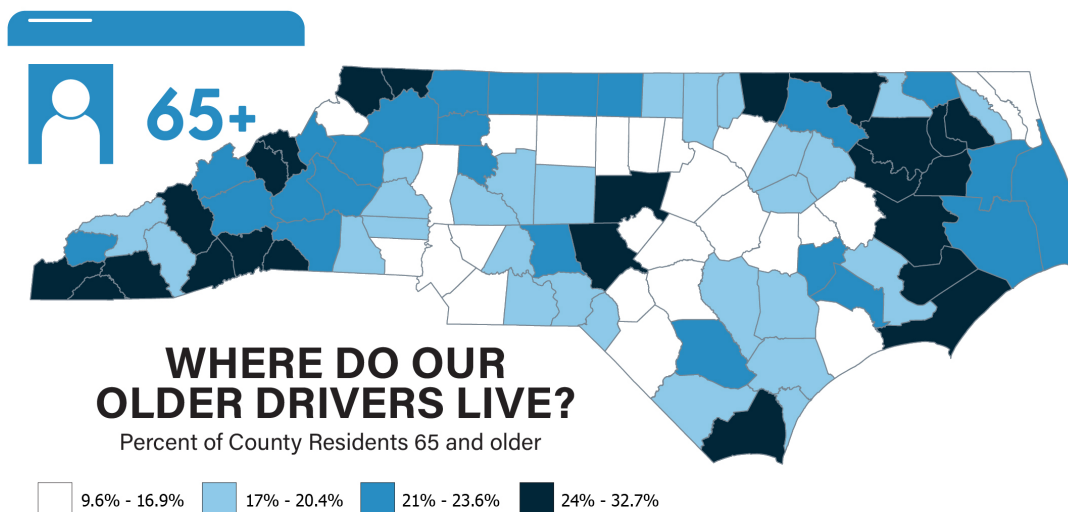 65+
WHERE DO OUR
OLDER DRIVERS LIVE?
Percent of County Residents 65 and older
9.6% - 16.9% 17% - 20.4% 21% - 23.6% 24% - 32.7%